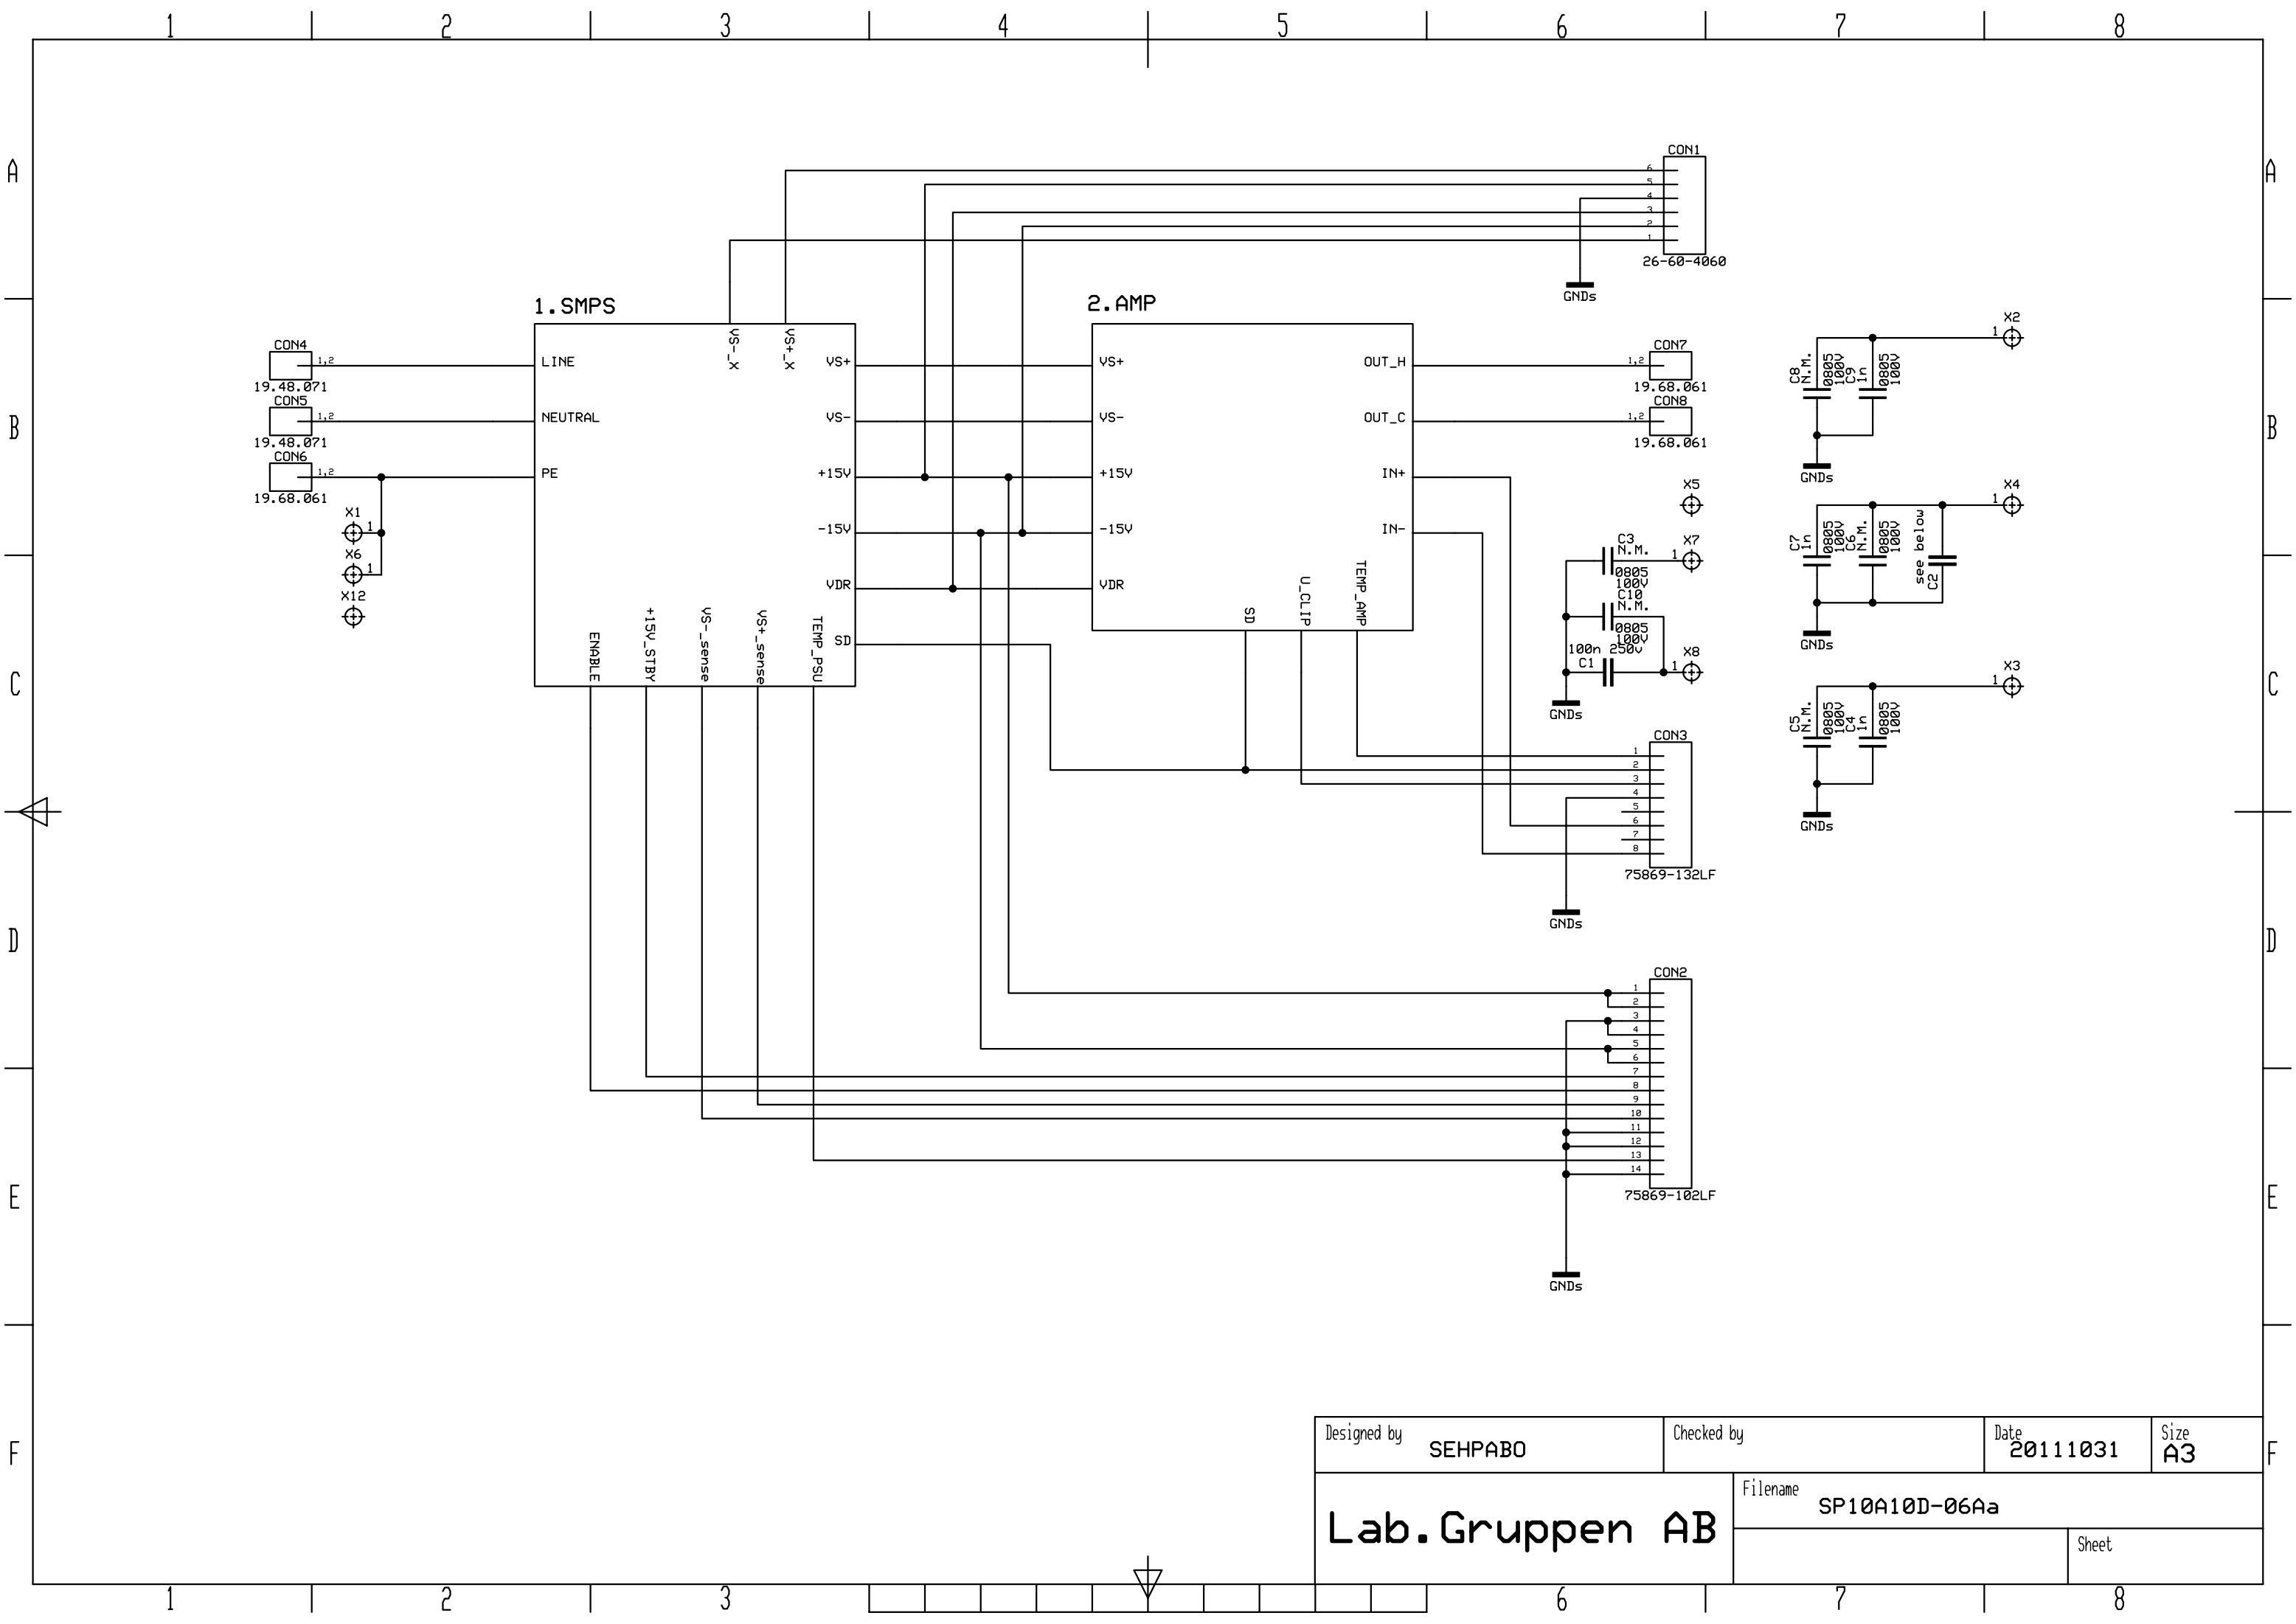 1 2 3 4 5 6 7 8
A A
B B
C C
D D
E E
F F
CON1
6
5
4
3
2
1
26-60-4060
GNDs
1.SMPS
VS-_X
VS+_X
LINE
NEUTRAL
PE
VS+
VS-
+15V
-15V
VDR
SD
ENABLE
+15V_STBY
VS-_sense
VS+_sense
TEMP_PSU
CON4
1,2
19.48.071
CON5
1,2
19.48.071
CON6
1,2
19.68.061
X1
1
X6
1
X12
2.AMP
VS+
VS-
+15V
-15V
VDR
OUT_H
OUT_C
IN+
IN-
SD
U_CLIP
TEMP_AMP
CON7
1,2
19.68.061
CON8
1,2
19.68.061
X5
C3
N.M.
0805
100V
X7
1
C10
N.M.
0805
100V
100n 250v
C1
X8
1
GNDs
X2
1
C8
N.M.
0805
100V
C9
1n
0805
100V
GNDs
X4
1
C7
1n
0805
100V
C6
N.M.
0805
100V
see below
C2
GNDs
X3
1
C5
N.M.
0805
100V
C4
1n
0805
100V
GNDs
CON3
1
2
3
4
5
6
7
8
75869-132LF
GNDs
CON2
1
2
3
4
5
6
7
8
9
10
11
12
13
14
75869-102LF
GNDs
Designed by
SEHPABO
Checked by
Date
20111031
Size
A3
Lab.Gruppen AB
Filename
SP10A10D-06Aa
Sheet
1 2 3 6 7 8